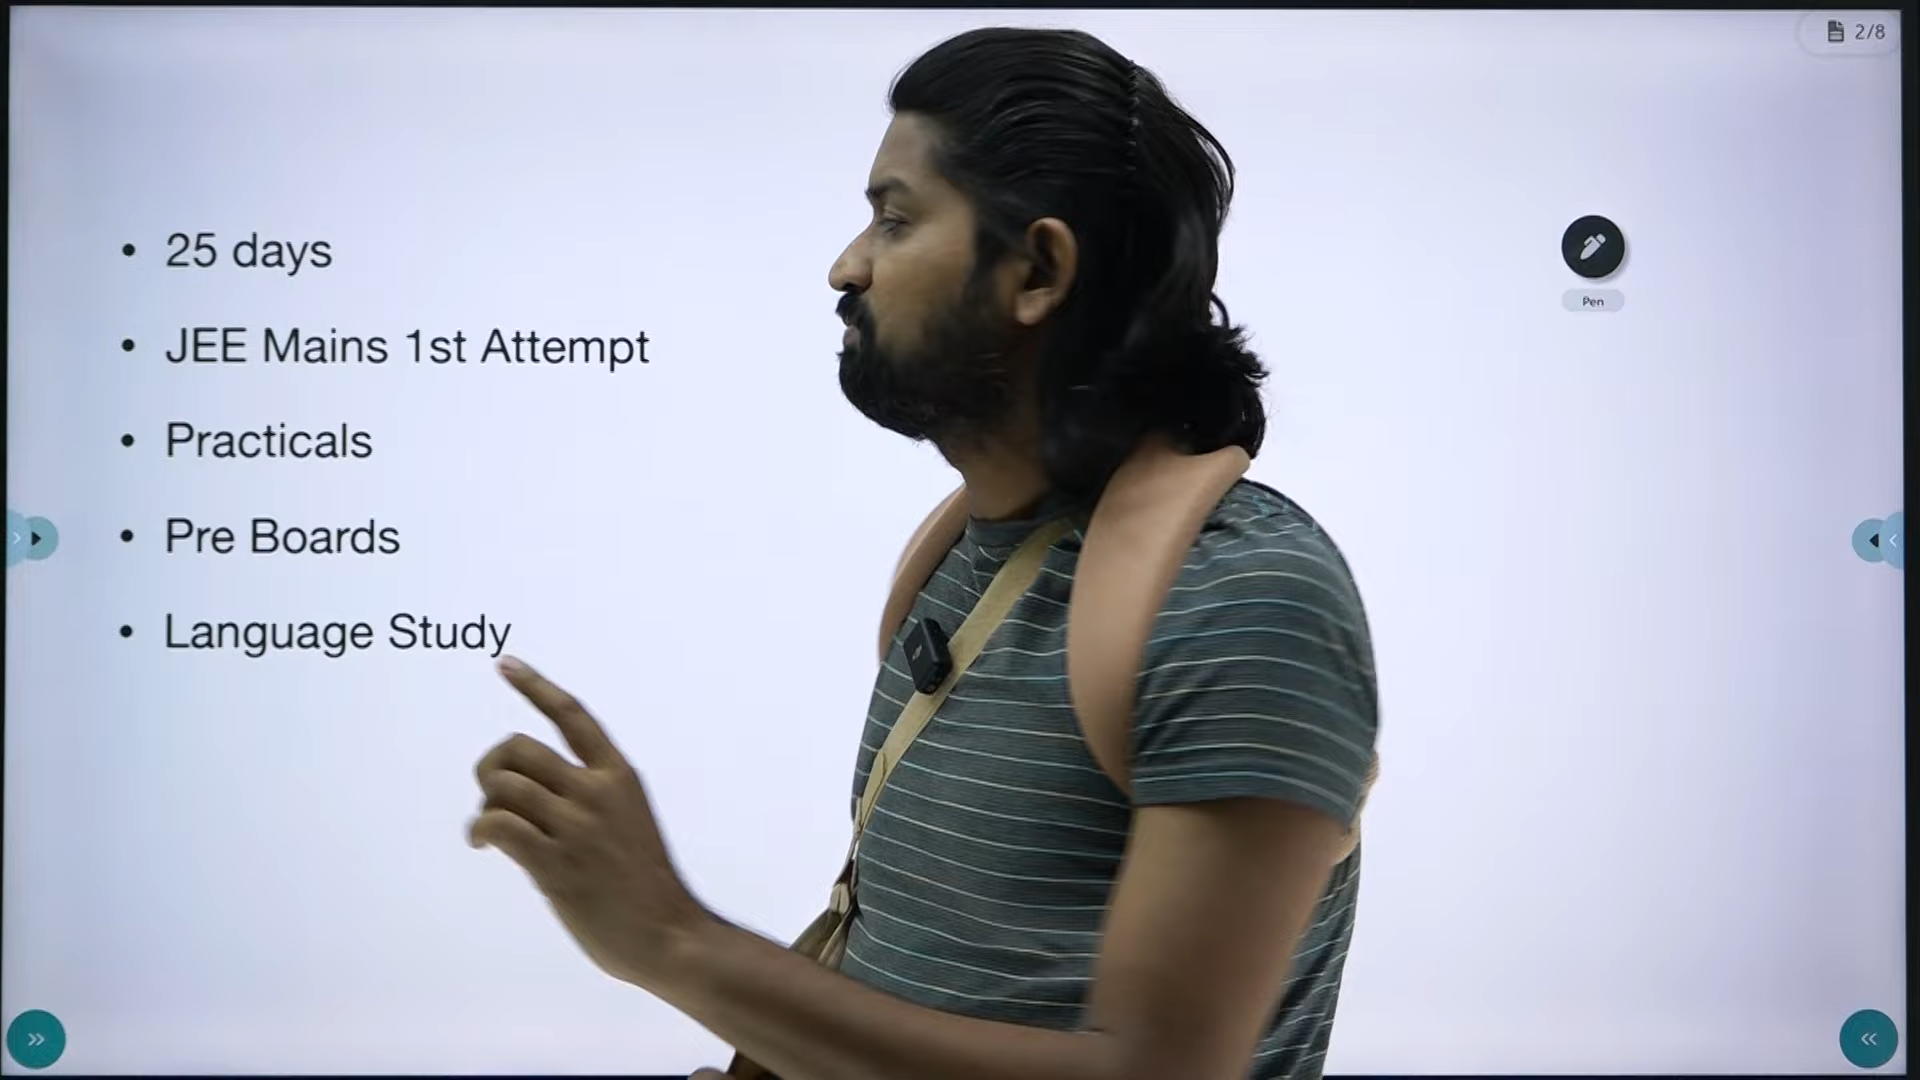 2/8
• 25 days
• JEE Mains 1st Attempt
• Practicals
• Pre Boards
• Language Study
Pen